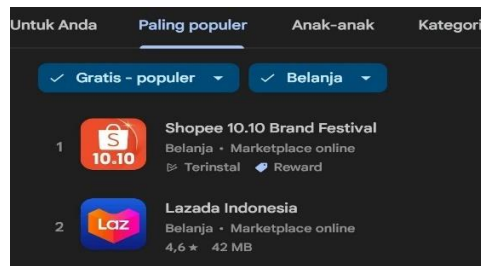 Untuk Anda Paling populer Anak-anak Kategori
Gratis - populer Belanja
1 S 10.10 Shopee 10.10 Brand Festival
Belanja • Marketplace online
Terinstal Reward
2 Laz Lazada Indonesia
Belanja • Marketplace online
4,6★ 42 MB